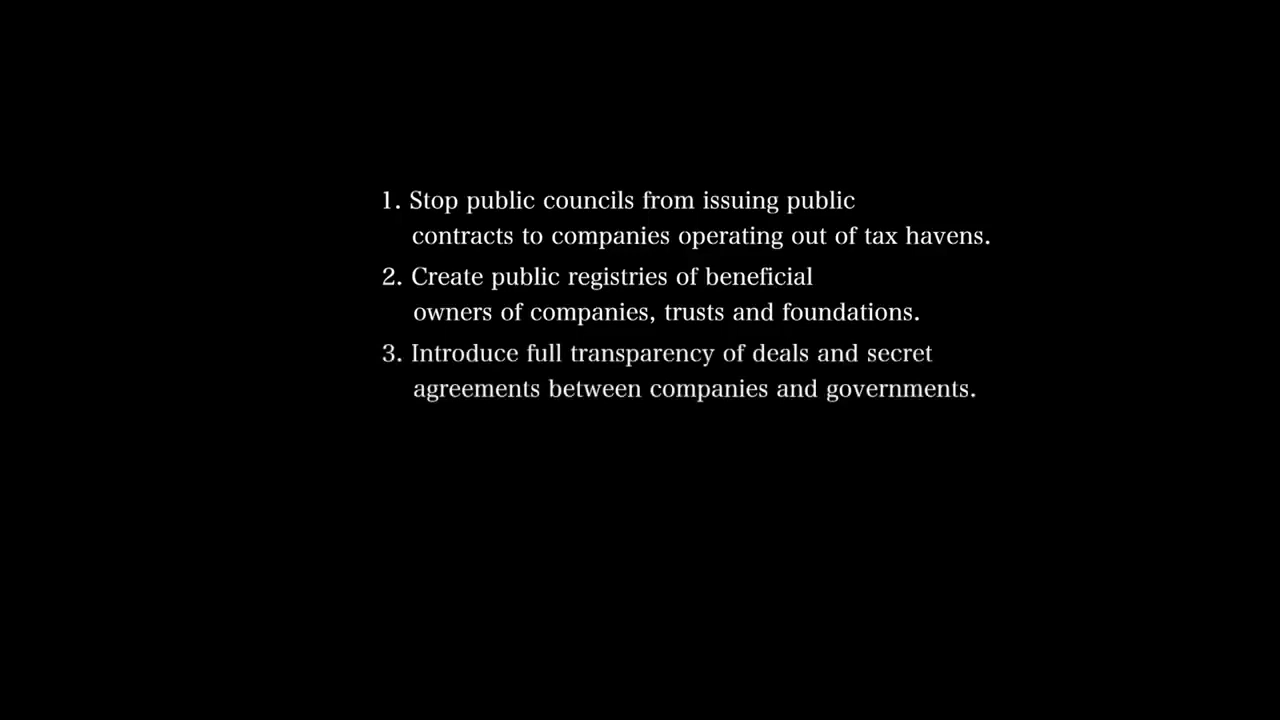 1. Stop public councils from issuing public
contracts to companies operating out of tax havens.
2. Create public registries of beneficial
owners of companies, trusts and foundations.
3. Introduce full transparency of deals and secret
agreements between companies and governments.